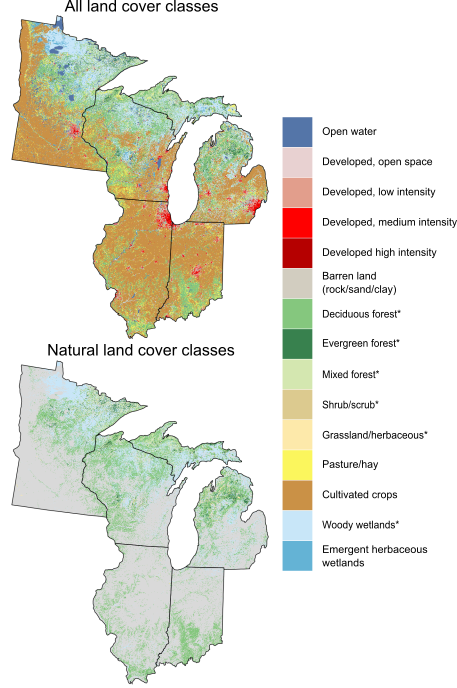 All land cover classes
Open water
Developed, open space
Developed, low intensity
Developed, medium intensity
Developed high intensity
Barren land
(rock/sand/clay)
Deciduous forest*
Evergreen forest*
Mixed forest*
Shrub/scrub*
Grassland/herbaceous*
Pasture/hay
Cultivated crops
Woody wetlands*
Emergent herbaceous
wetlands
Natural land cover classes